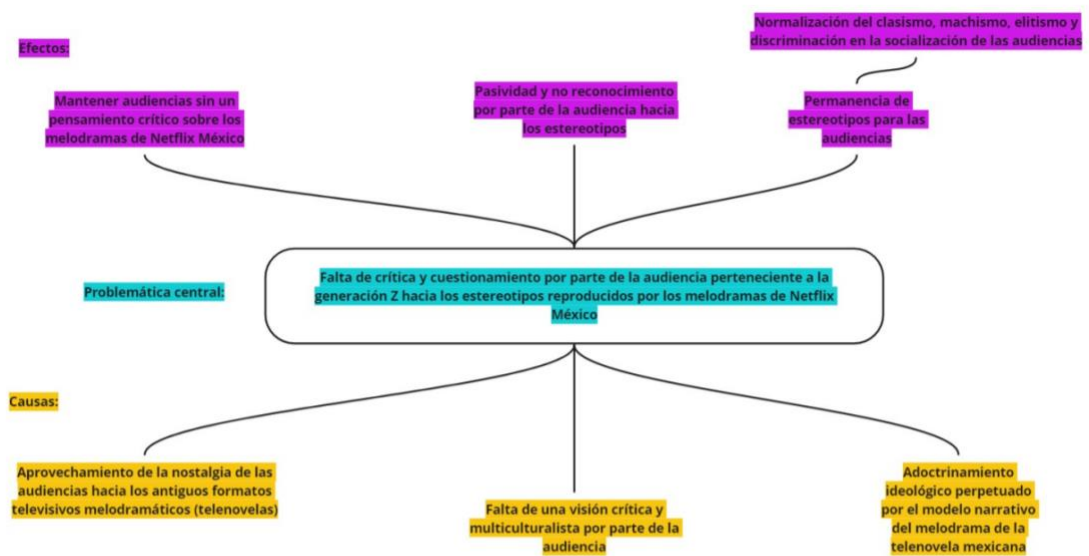 Normalización del clasismo, machismo, elitismo y
discriminación en la socialización de las audiencias
Efectos:
Mantener audiencias sin un
pensamiento crítico sobre los
melodramas de Netflix México
Pasividad y no reconocimiento
por parte de la audiencia hacia
los estereotipos
Permanencia de
estereotipos para las
audiencias
Problemática central:
Falta de crítica y cuestionamiento por parte de la audiencia perteneciente a la
generación Z hacia los estereotipos reproducidos por los melodramas de Netflix
México
Causas:
Aprovechamiento de la nostalgia de las
audiencias hacia los antiguos formatos
televisivos melodramáticos (telenovelas)
Falta de una visión crítica y
multiculturalista por parte de la
audiencia
Adoctrinamiento
ideológico perpetuado
por el modelo narrativo
del melodrama de la
telenovela mexicana